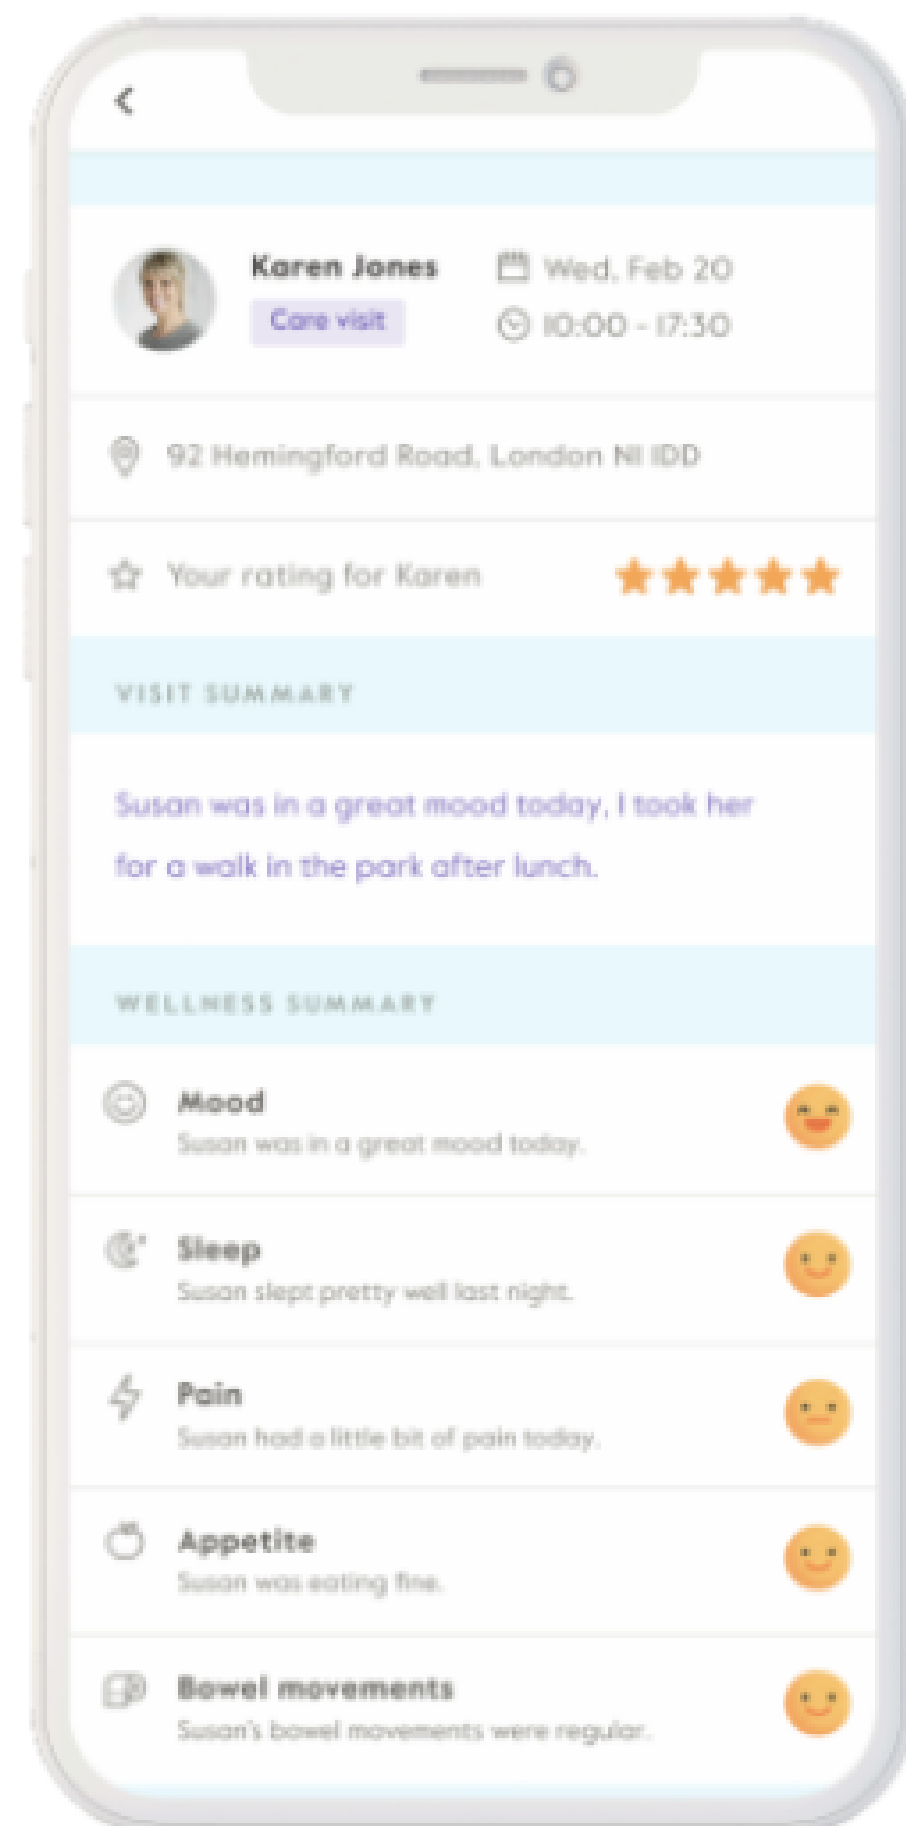 Karen Jones
Wed, Feb 20
Care visit
10:00 - 17:30
92 Hemingford Road, London N1 1DD
Your rating for Karen
VISIT SUMMARY
Susan was in a great mood today, I took her
for a walk in the park after lunch.
WELLNESS SUMMARY
Mood
Susan was in a great mood today.
Sleep
Susan slept pretty well last night.
Pain
Susan had a little bit of pain today.
Appetite
Susan was eating fine.
Bowel movements
Susan's bowel movements were regular.